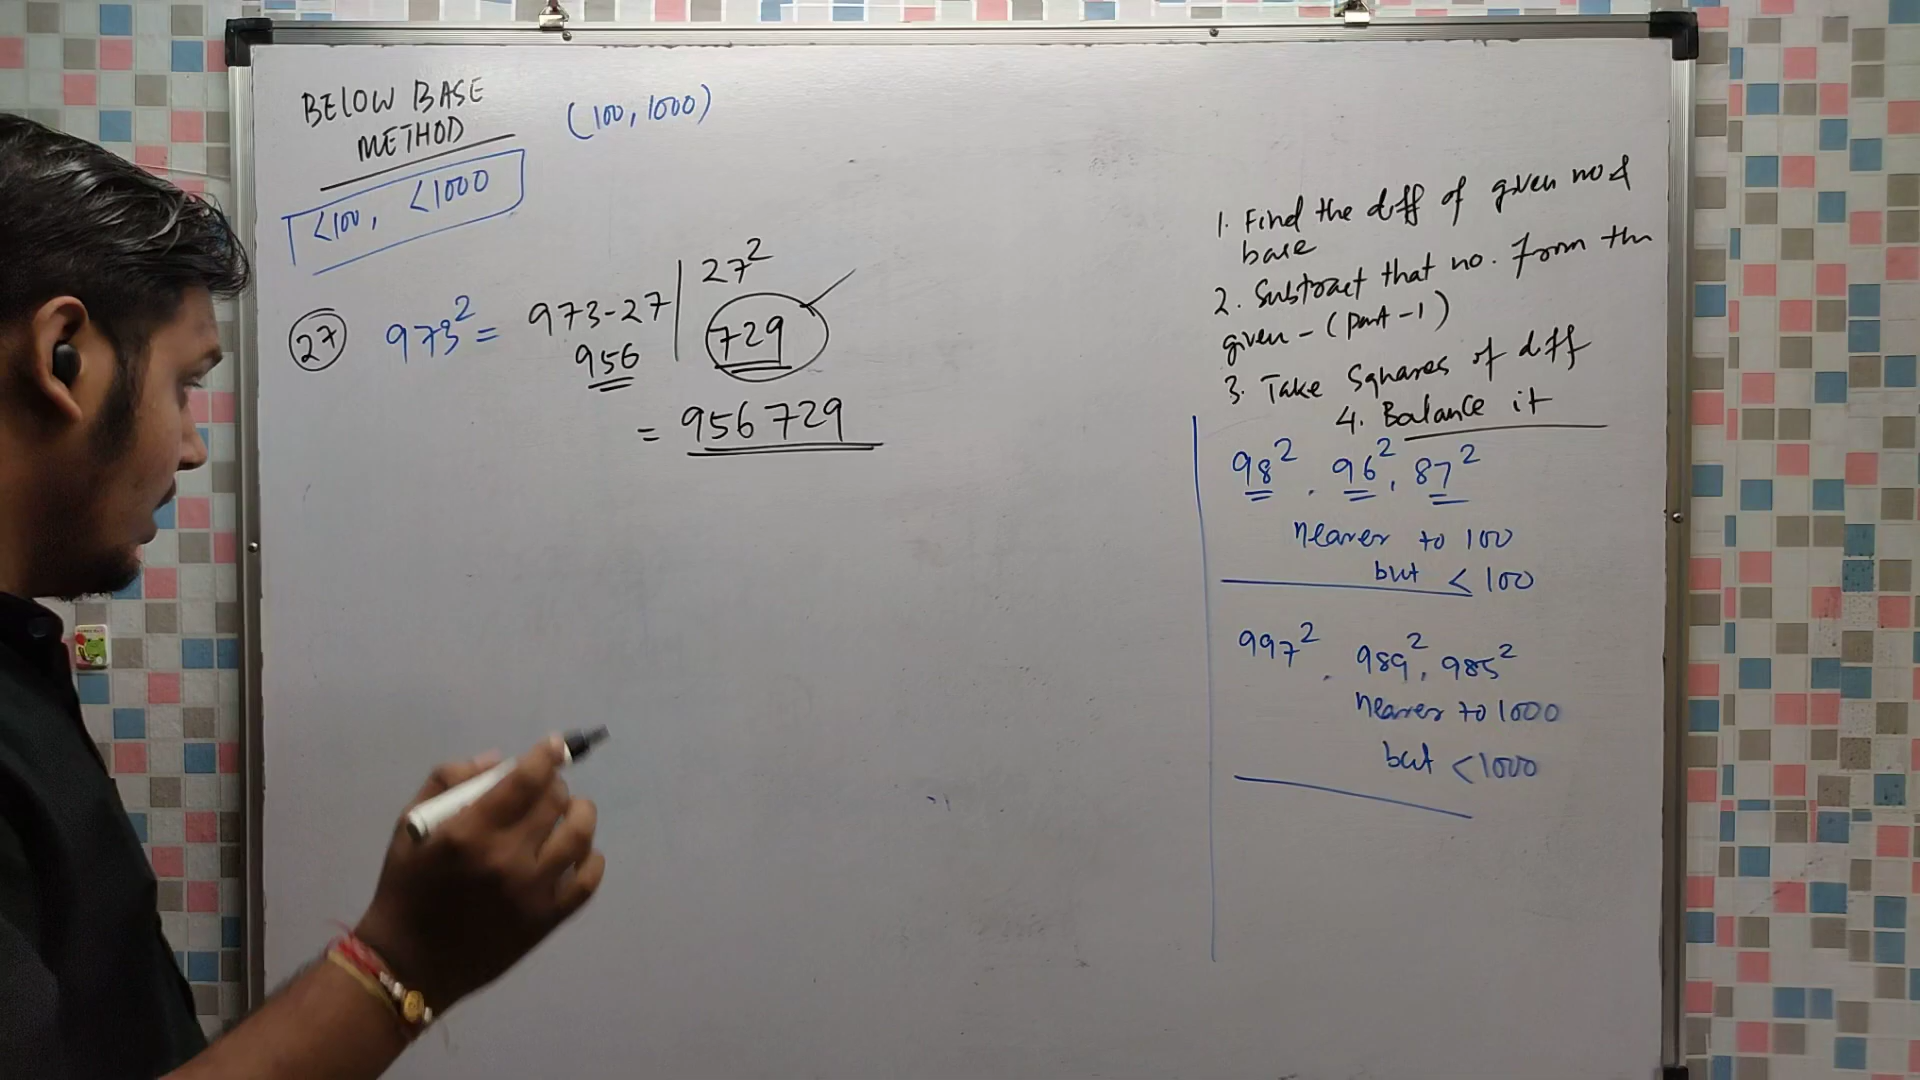 BELOW BASE
METHOD
(100, 1000)
<100, <1000
27
973² = 973-27 | 27²
956 | 729
= 956729
1. Find the diff of given no &
base
2. Subtract that no. from the
given - (part - 1)
3. Take Squares of diff
4. Balance it
98², 96², 87²
nearer to 100
but < 100
997², 989², 985²
nearer to 1000
but < 1000